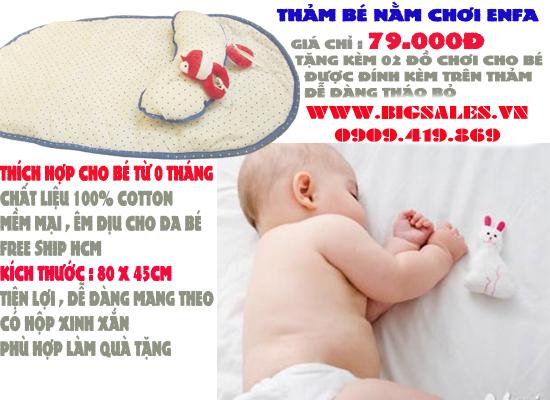 THẢM BÉ NẰM CHƠI ENFA
GIÁ CHỈ : 79.000Đ
TẶNG KÈM 02 ĐỒ CHƠI CHO BÉ
ĐƯỢC ĐÍNH KÈM TRÊN THẢM
DỄ DÀNG THÁO BỎ
WWW.BIGSALES.VN
0909.419.869
THÍCH HỢP CHO BÉ TỪ 0 THÁNG
CHẤT LIỆU 100% COTTON
MỀM MẠI , ÊM DỊU CHO DA BÉ
FREE SHIP HCM
KÍCH THƯỚC : 80 X 45CM
TIỆN LỢI , DỄ DÀNG MANG THEO
CÓ HỘP XINH XẮN
PHÙ HỢP LÀM QUÀ TẶNG